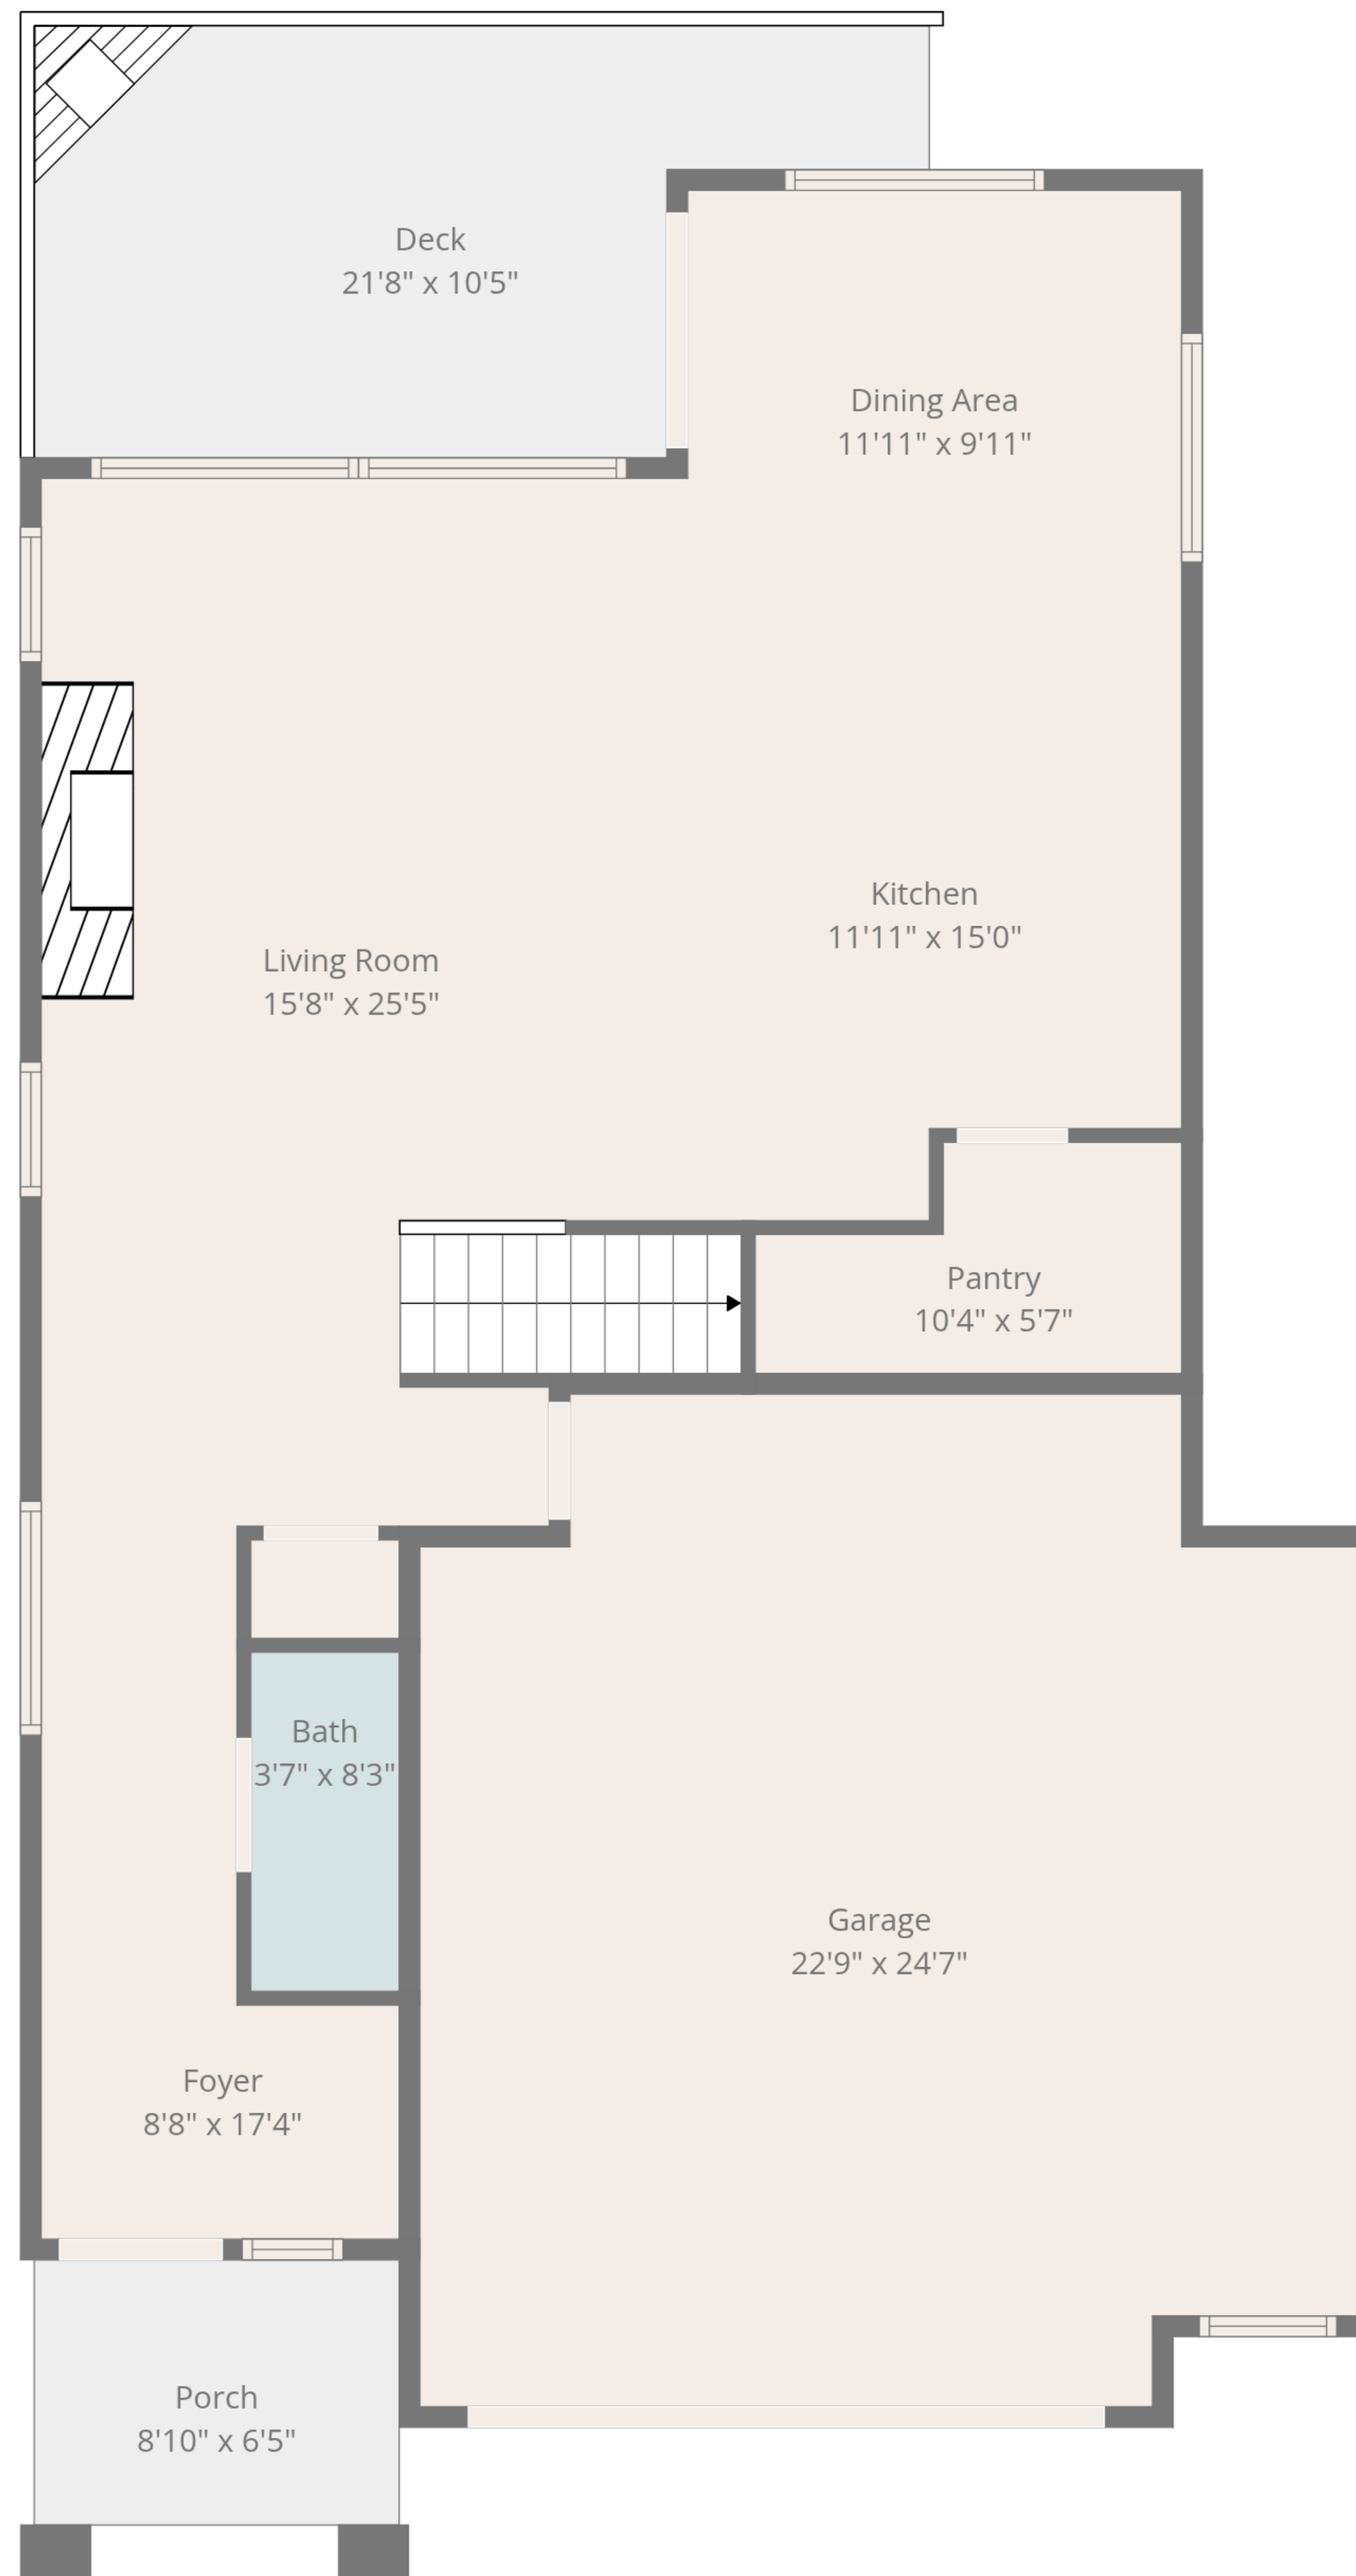 Deck
21'8" x 10'5"
Dining Area
11'11" x 9'11"
Kitchen
11'11" x 15'0"
Living Room
15'8" x 25'5"
Pantry
10'4" x 5'7"
Bath
3'7" x 8'3"
Garage
22'9" x 24'7"
Foyer
8'8" x 17'4"
Porch
8'10" x 6'5"